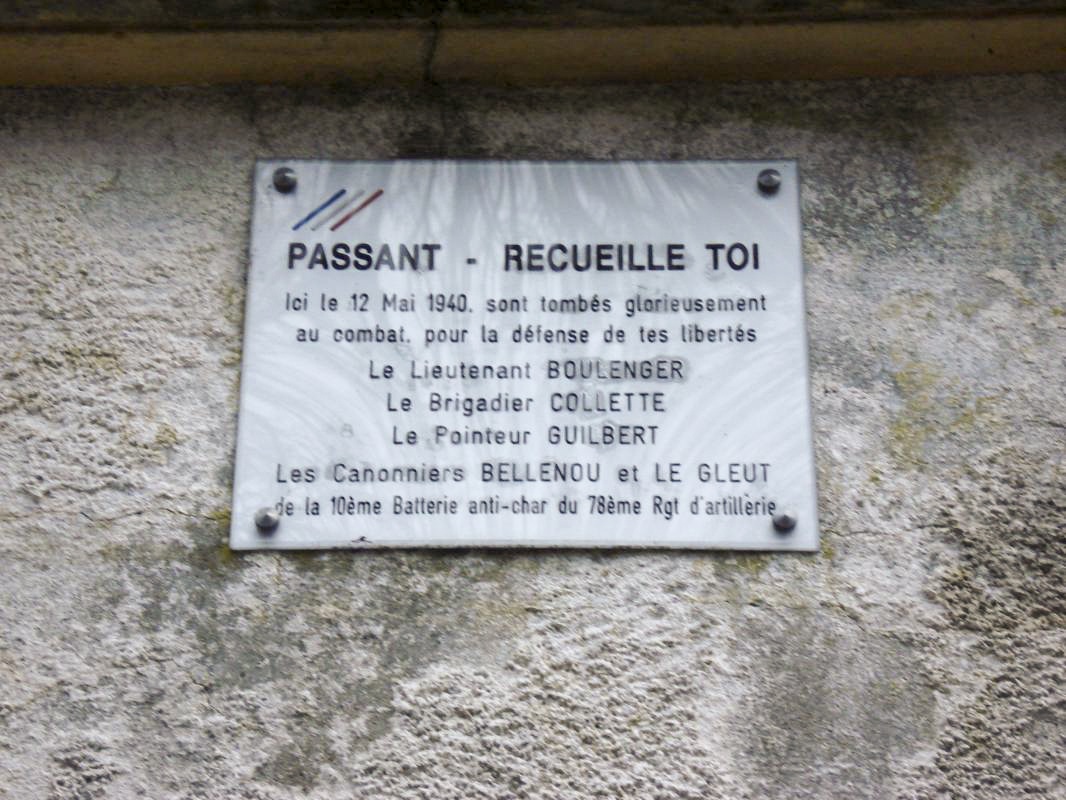 PASSANT - RECUEILLE TOI
Ici le 12 Mai 1940, sont tombés glorieusement
au combat, pour la défense de tes libertés
Le Lieutenant BOULENGER
Le Brigadier COLLETTE
Le Pointeur GUILBERT
Les Canonniers BELLENOU et LE GLEUT
de la 10ème Batterie anti-char du 78ème Rgt d'artillerie